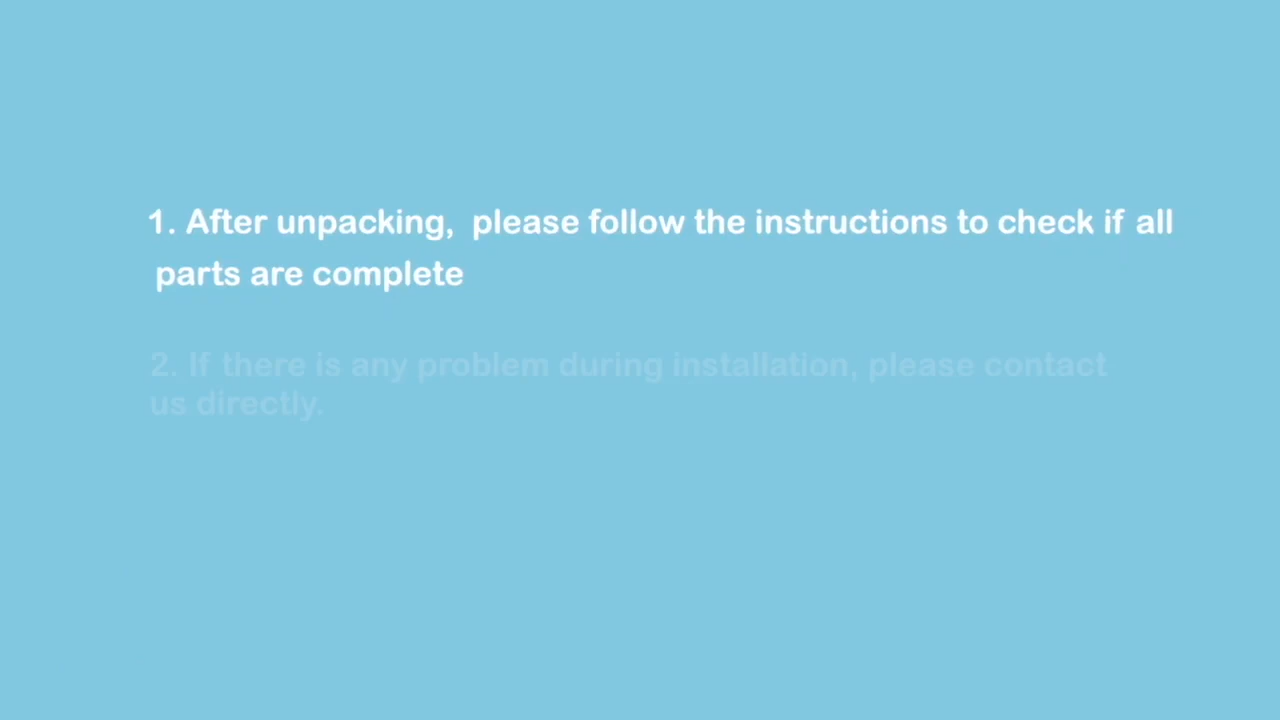 1. After unpacking,  please follow the instructions to check if all
parts are complete
2. If there is any problem during installation, please contact
us directly.